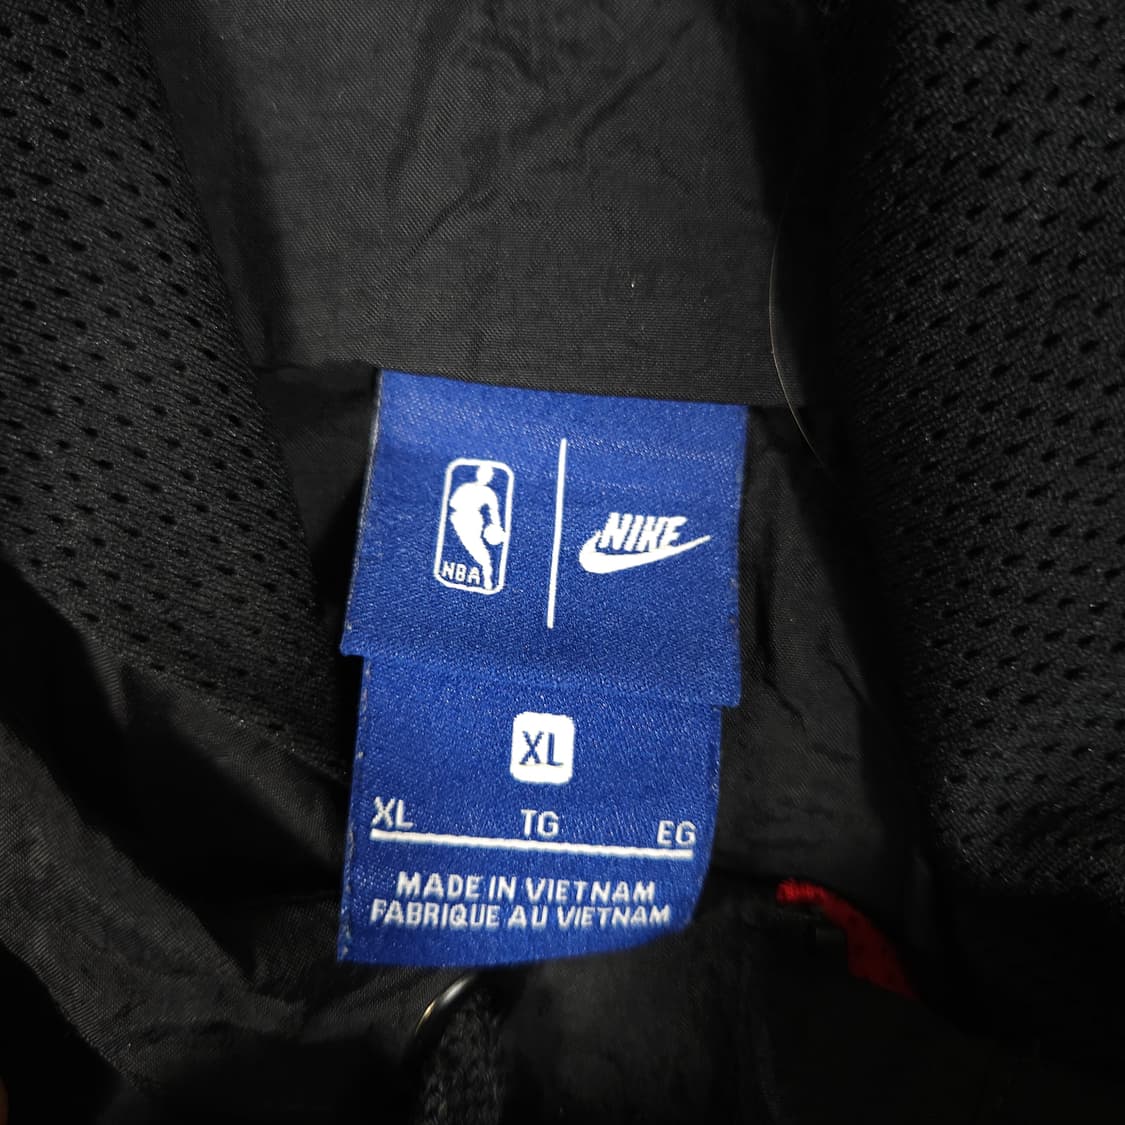 NBA
NIKE
XL
XL TG EG
MADE IN VIETNAM
FABRIQUE AU VIETNAM